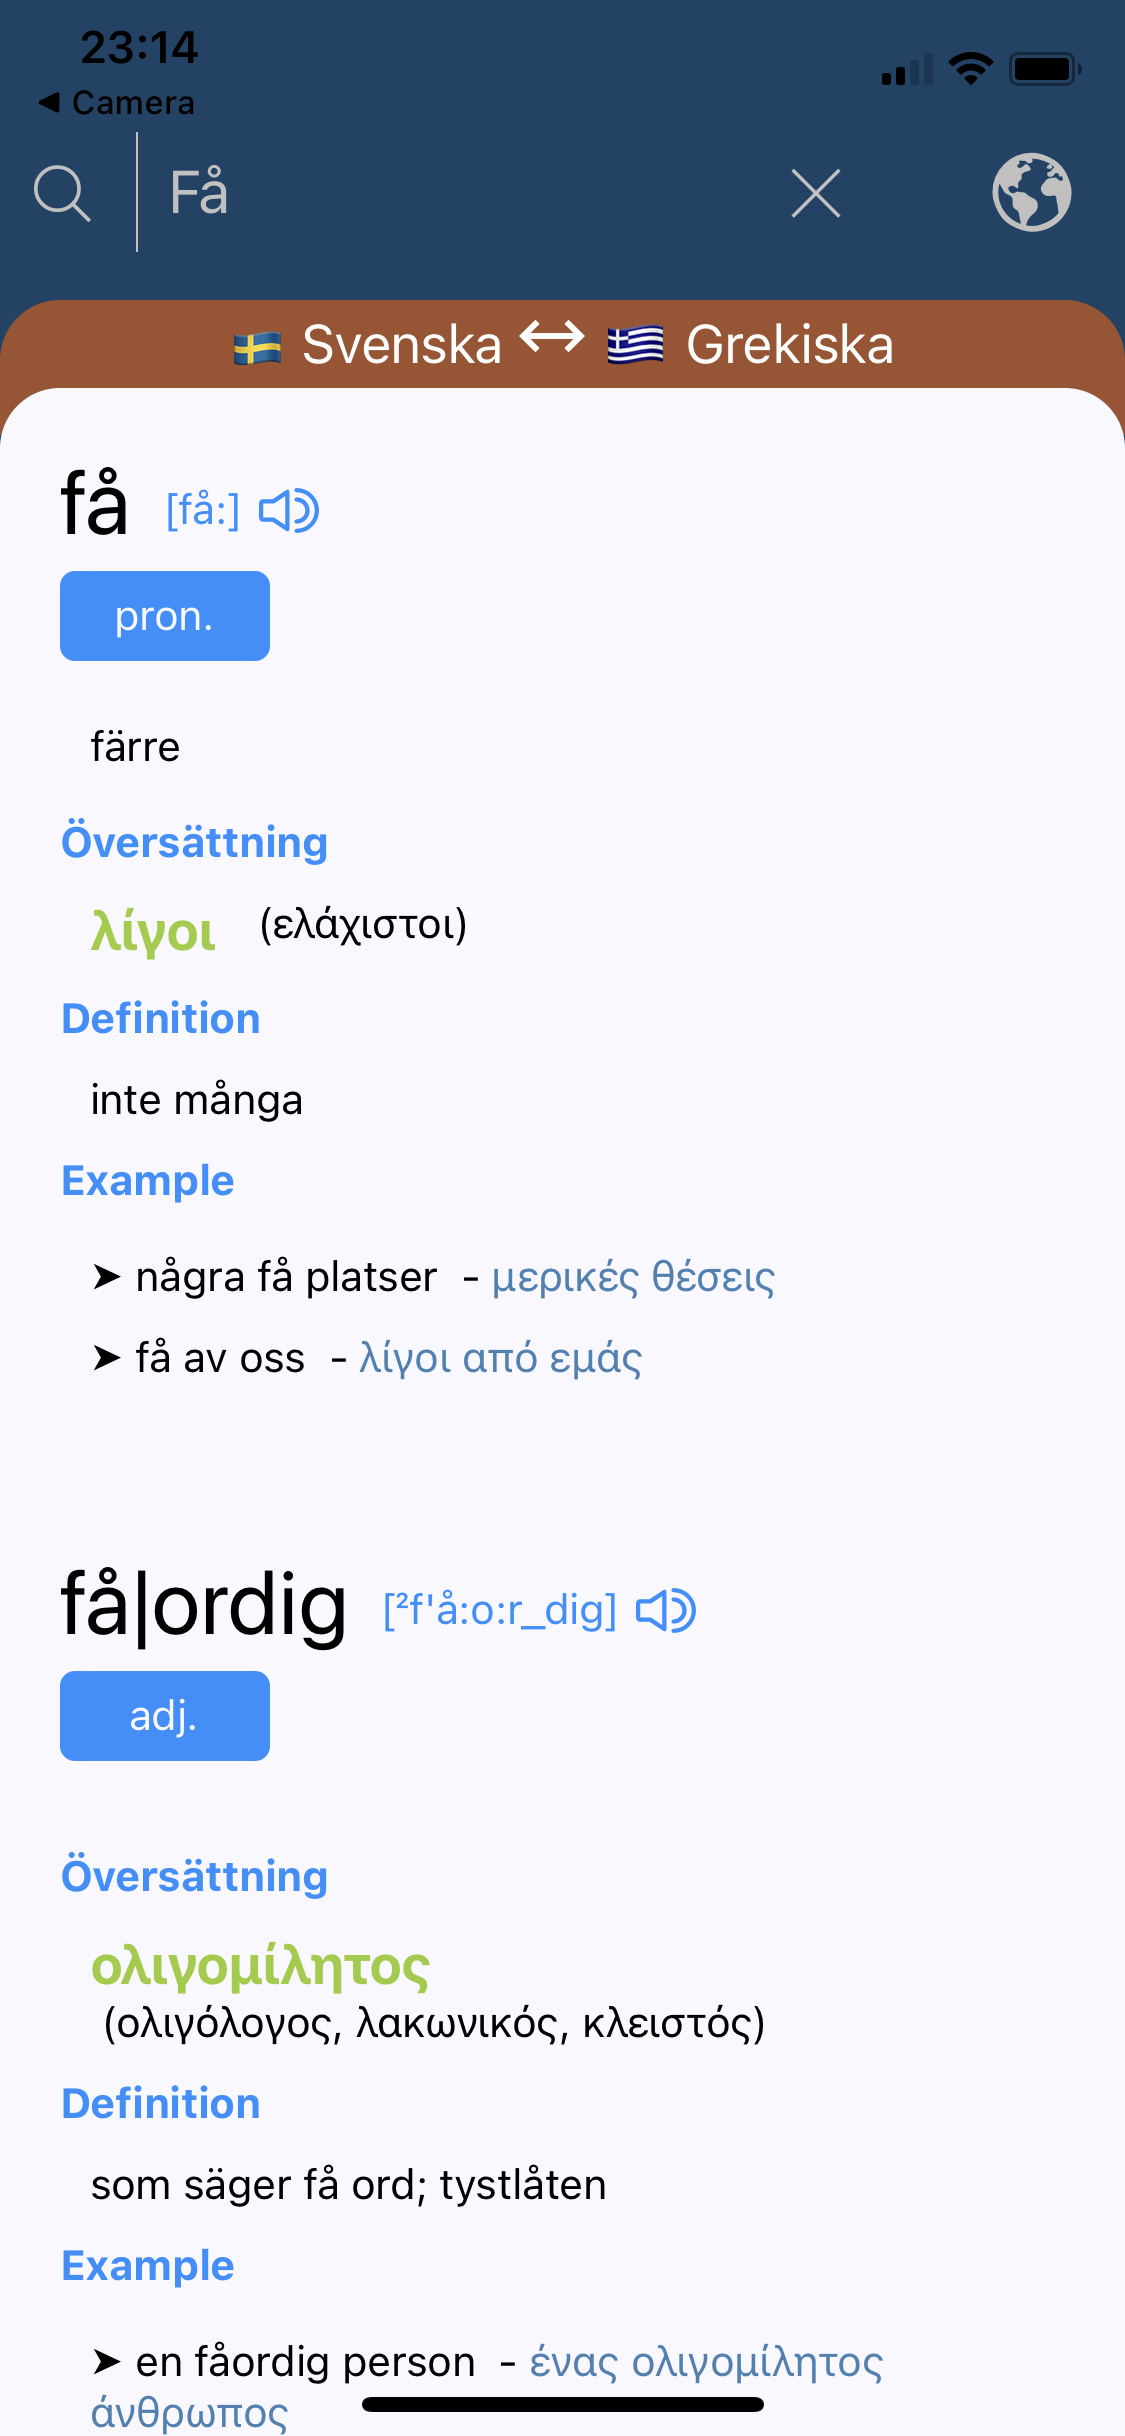 23:14
◀ Camera
Få
🇸🇪 Svenska ↔ 🇬🇷 Grekiska
få [få:]
pron.
färre
Översättning
λίγοι (ελάχιστοι)
Definition
inte många
Example
➤ några få platser - μερικές θέσεις
➤ få av oss - λίγοι από εμάς
få|ordig [²f'å:o:r_dig]
adj.
Översättning
ολιγομίλητος
(ολιγόλογος, λακωνικός, κλειστός)
Definition
som säger få ord; tystlåten
Example
➤ en fåordig person - ένας ολιγομίλητος
άνθρωπος